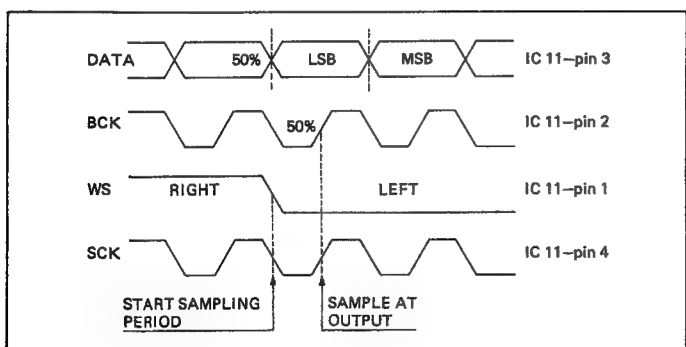 DATA 50% LSB MSB IC 11–pin 3
BCK 50% IC 11–pin 2
WS RIGHT LEFT IC 11–pin 1
SCK IC 11–pin 4
START SAMPLING PERIOD
SAMPLE AT OUTPUT